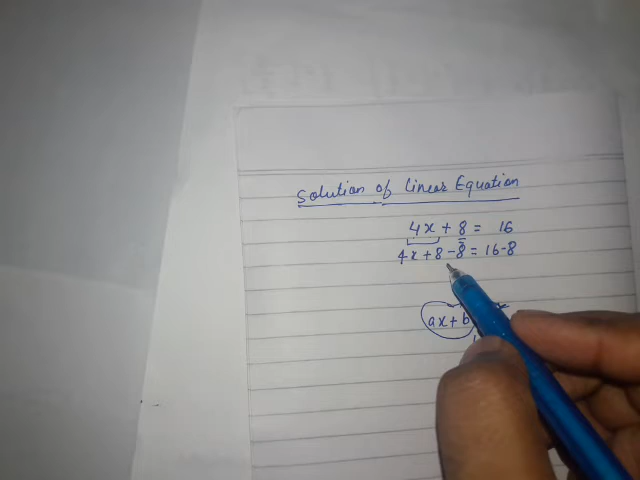 Solution of Linear Equation
4x + 8 = 16
4x + 8 - 8 = 16-8
ax + b